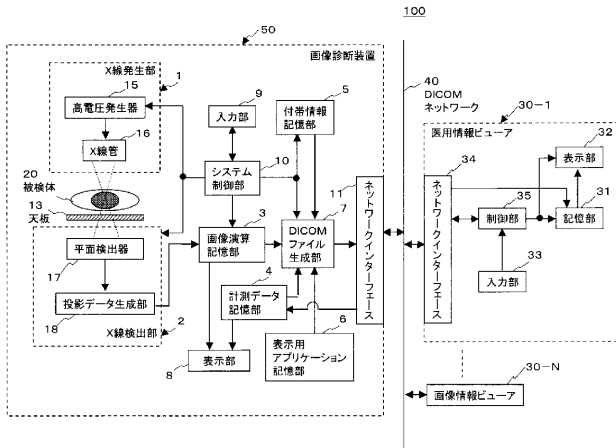 100
50
画像診断装置
X線発生部
1
15
高電圧発生器
16
X線管
20
被検体
13
天板
平面検出器
17
投影データ生成部
18
X線検出部
2
9
入力部
5
付帯情報
記憶部
システム
制御部
10
3
画像演算
記憶部
7
DICOM
ファイル
生成部
4
計測データ
記憶部
6
表示用
アプリケーション
記憶部
表示部
8
11
ネットワークインターフェース
40
DICOM
ネットワーク
30-1
医用情報ビューア
34
ネットワークインターフェース
32
表示部
31
記憶部
35
制御部
33
入力部
30-N
画像情報ビューア